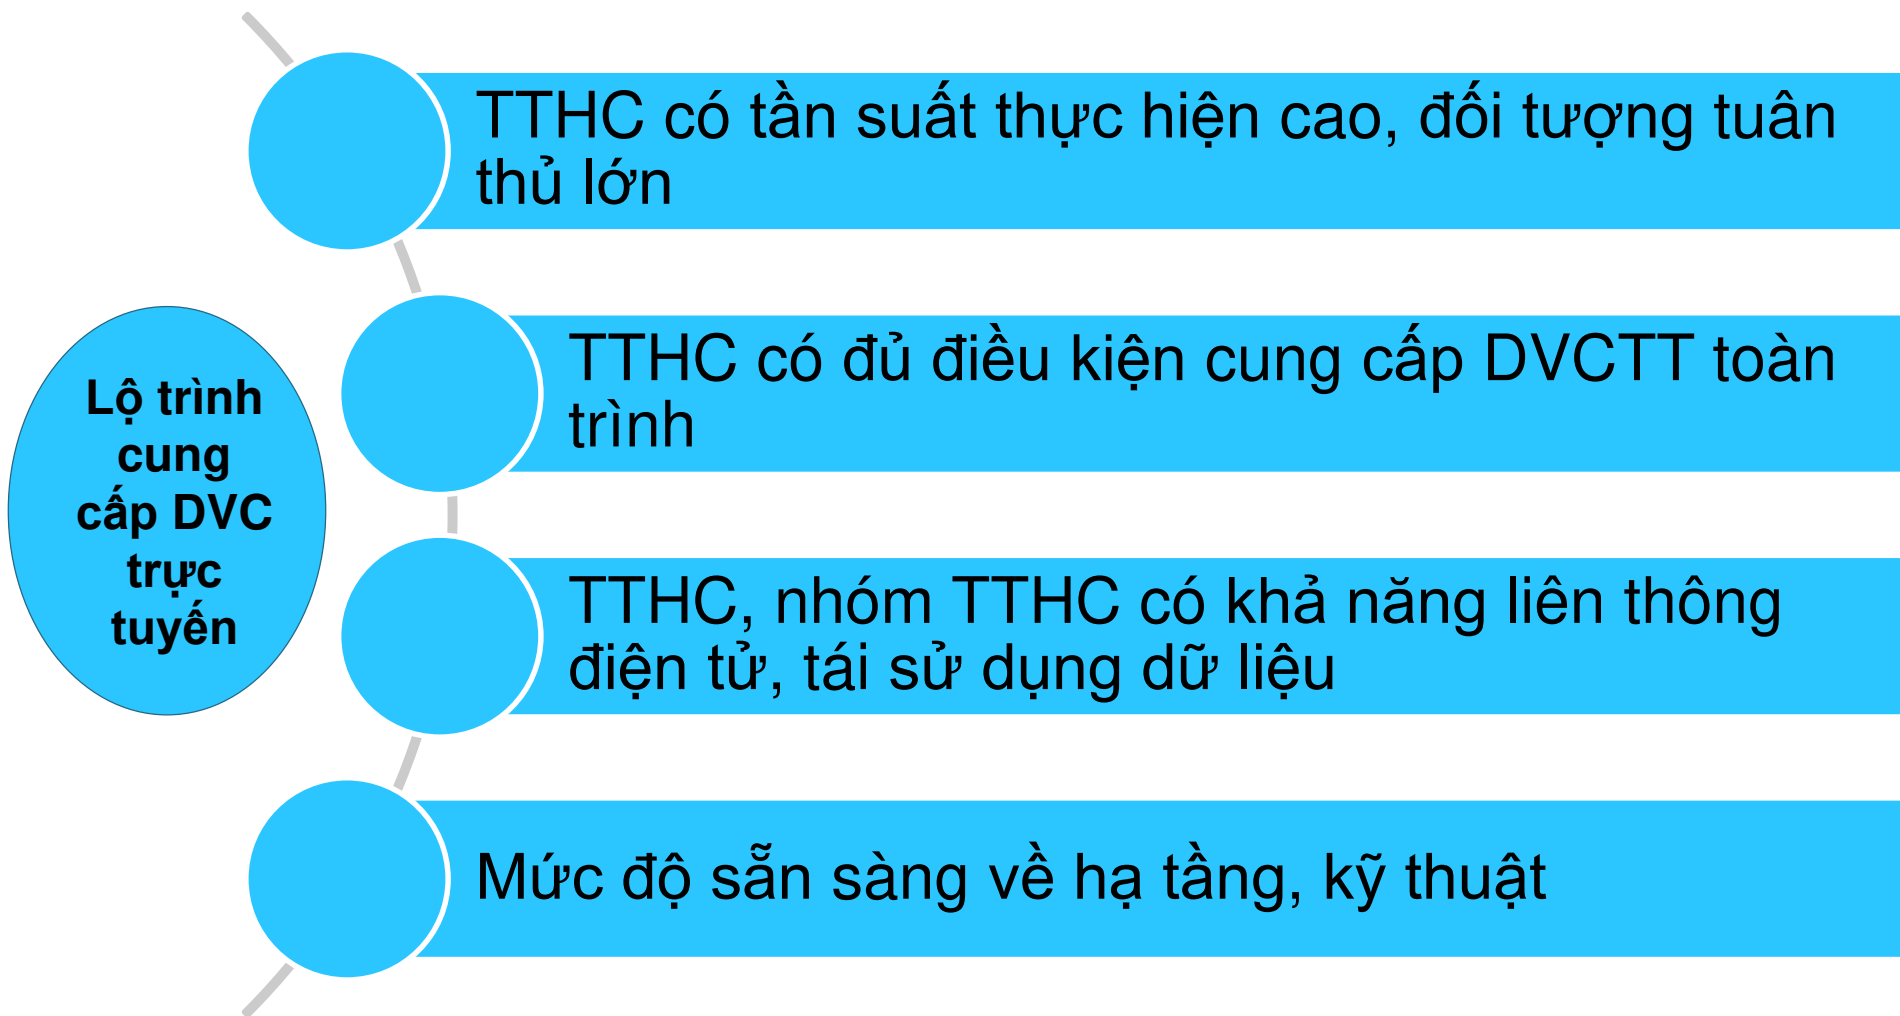 Lộ trình
cung
cấp DVC
trực
tuyến
TTHC có tần suất thực hiện cao, đối tượng tuân
thủ lớn
TTHC có đủ điều kiện cung cấp DVCTT toàn
trình
TTHC, nhóm TTHC có khả năng liên thông
điện tử, tái sử dụng dữ liệu
Mức độ sẵn sàng về hạ tầng, kỹ thuật